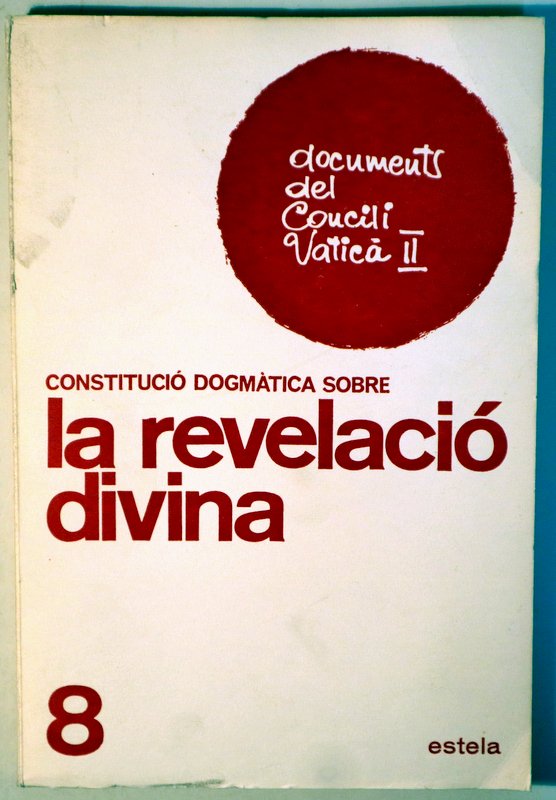 documents
del
Concili
Vaticà II
CONSTITUCIÓ DOGMÀTICA SOBRE
la revelació
divina
8
estela